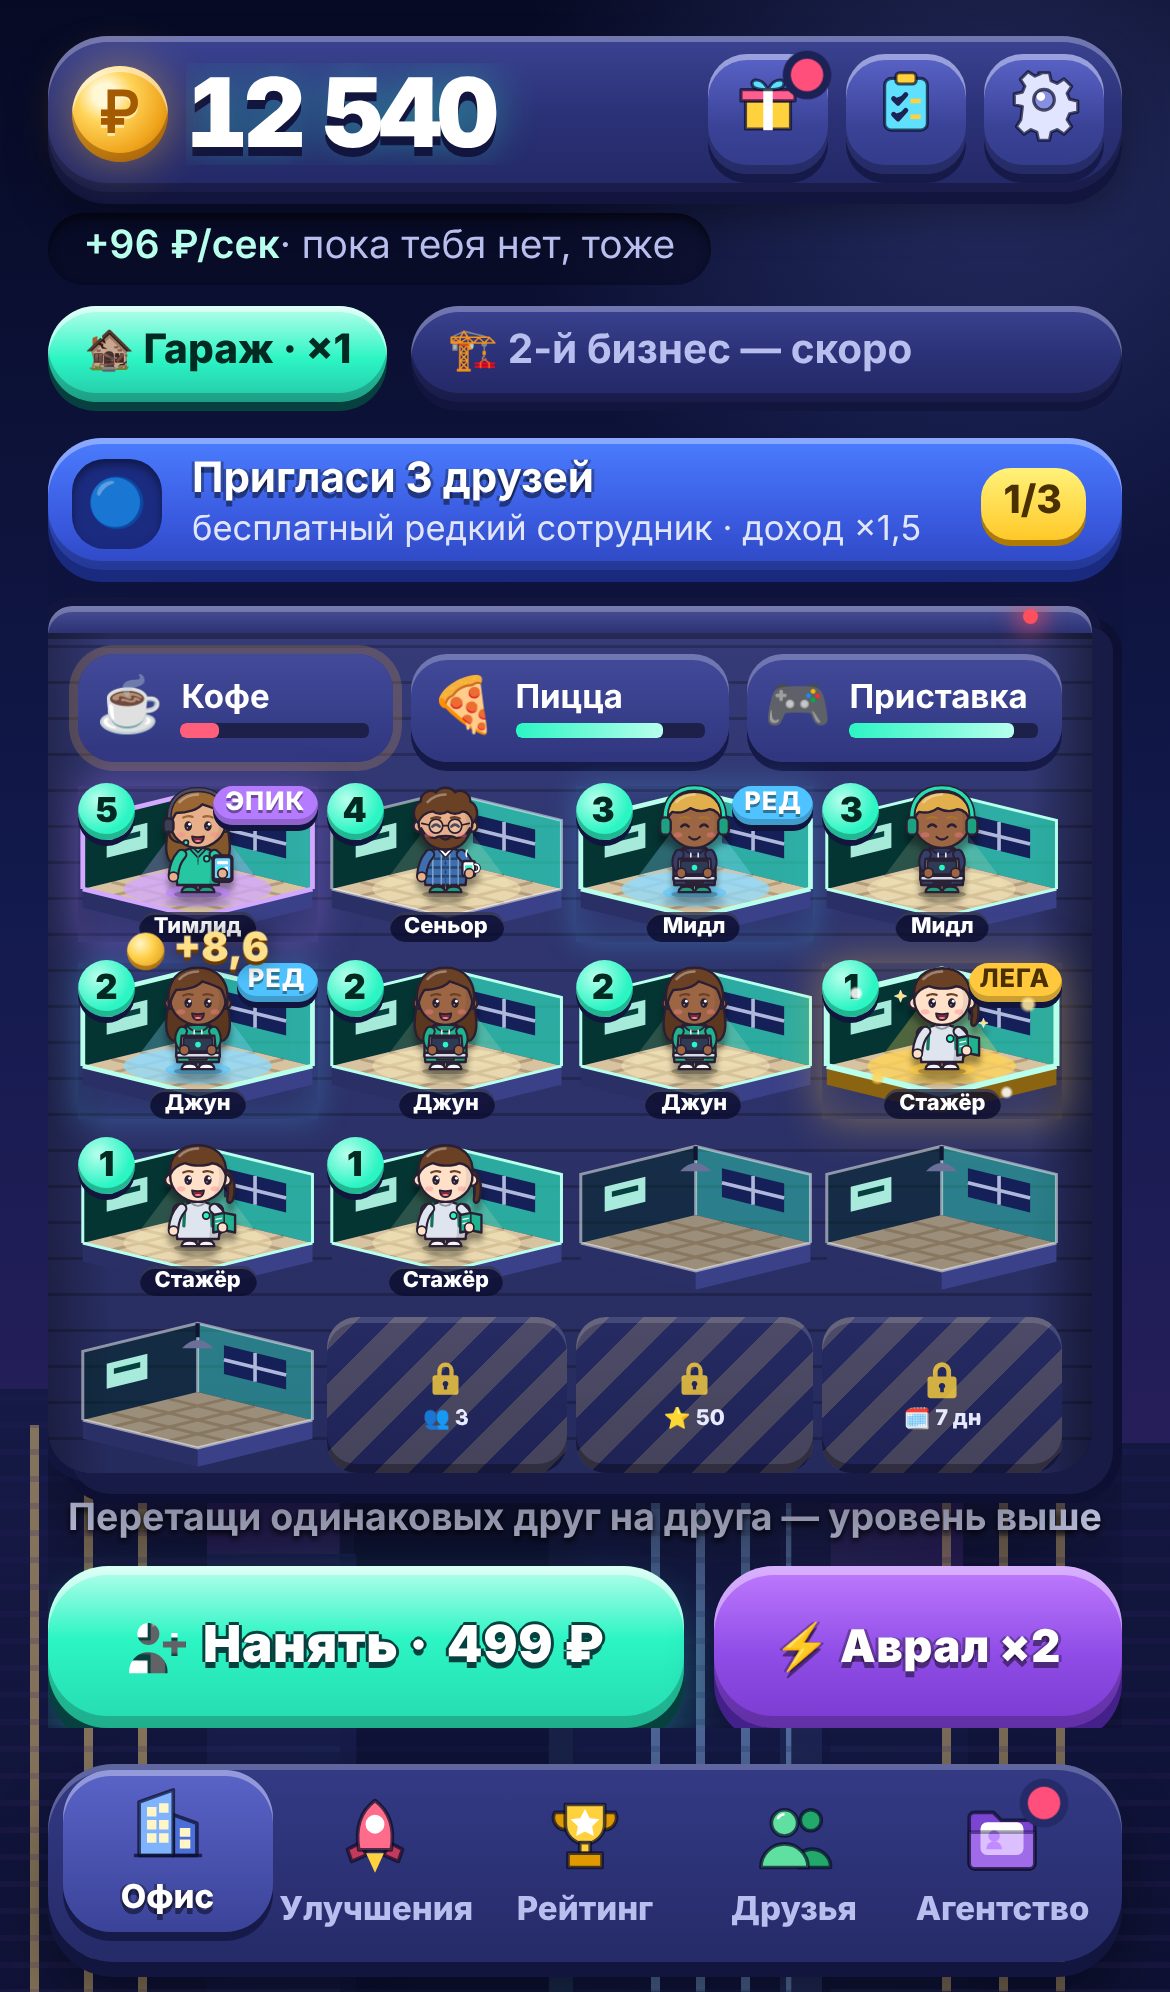 ₽ 12 540
+96 ₽/сек · пока тебя нет, тоже
Гараж · ×1
2-й бизнес — скоро
Пригласи 3 друзей
бесплатный редкий сотрудник · доход ×1,5
1/3
Кофе
Пицца
Приставка
5 ЭПИК
4
3 РЕД
3
Тимлид
Сеньор
Мидл
Мидл
+8,6
2 РЕД
2
2
1 ЛЕГА
Джун
Джун
Джун
Стажёр
1
1
Стажёр
Стажёр
3
50
7 дн
Перетащи одинаковых друг на друга — уровень выше
Нанять · 499 ₽
Аврал ×2
Офис
Улучшения
Рейтинг
Друзья
Агентство